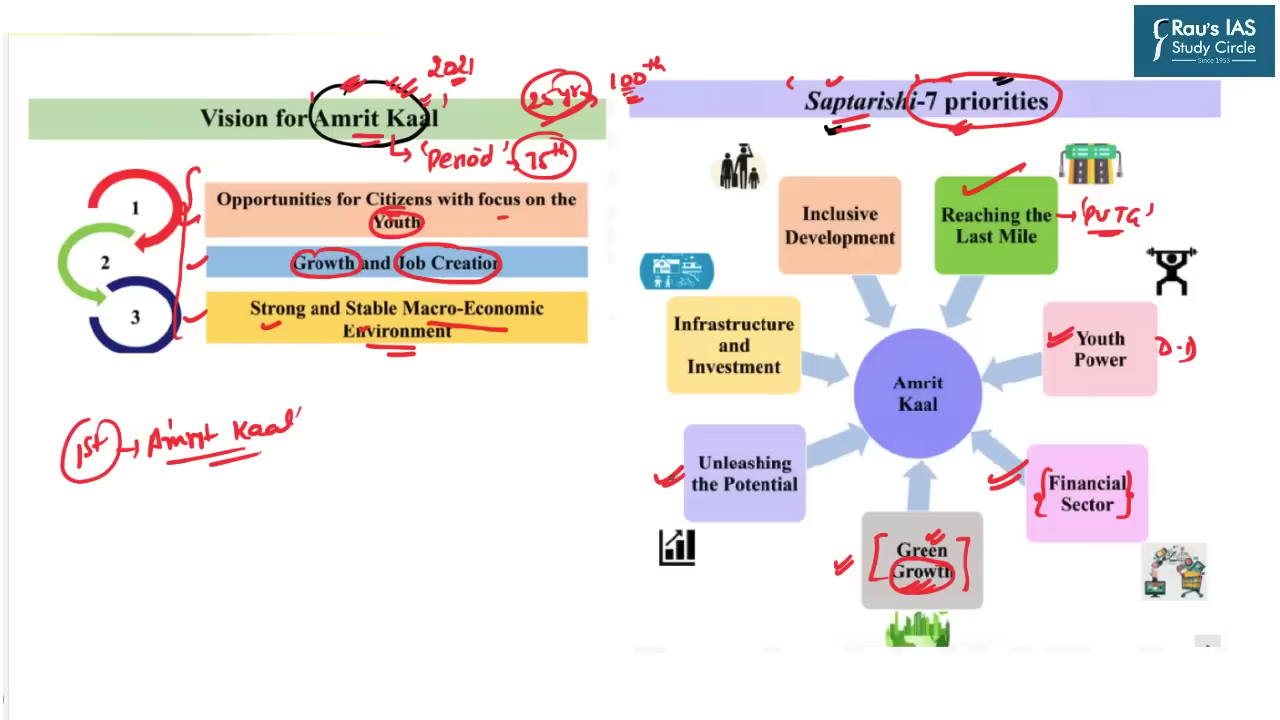 Rau's IAS
Study Circle
Since 1953
2021
25 yrs
100th
Vision for Amrit Kaal
'Period'
75th
1
Opportunities for Citizens with focus on the
Youth
2
Growth and Job Creation
3
Strong and Stable Macro-Economic
Environment
1st → Amrit Kaal'
Saptarishi-7 priorities
Inclusive
Development
Reaching the
Last Mile
'PVTG'
Infrastructure
and
Investment
Youth
Power
D-D
Amrit
Kaal
Unleashing
the Potential
Financial
Sector
Green
Growth